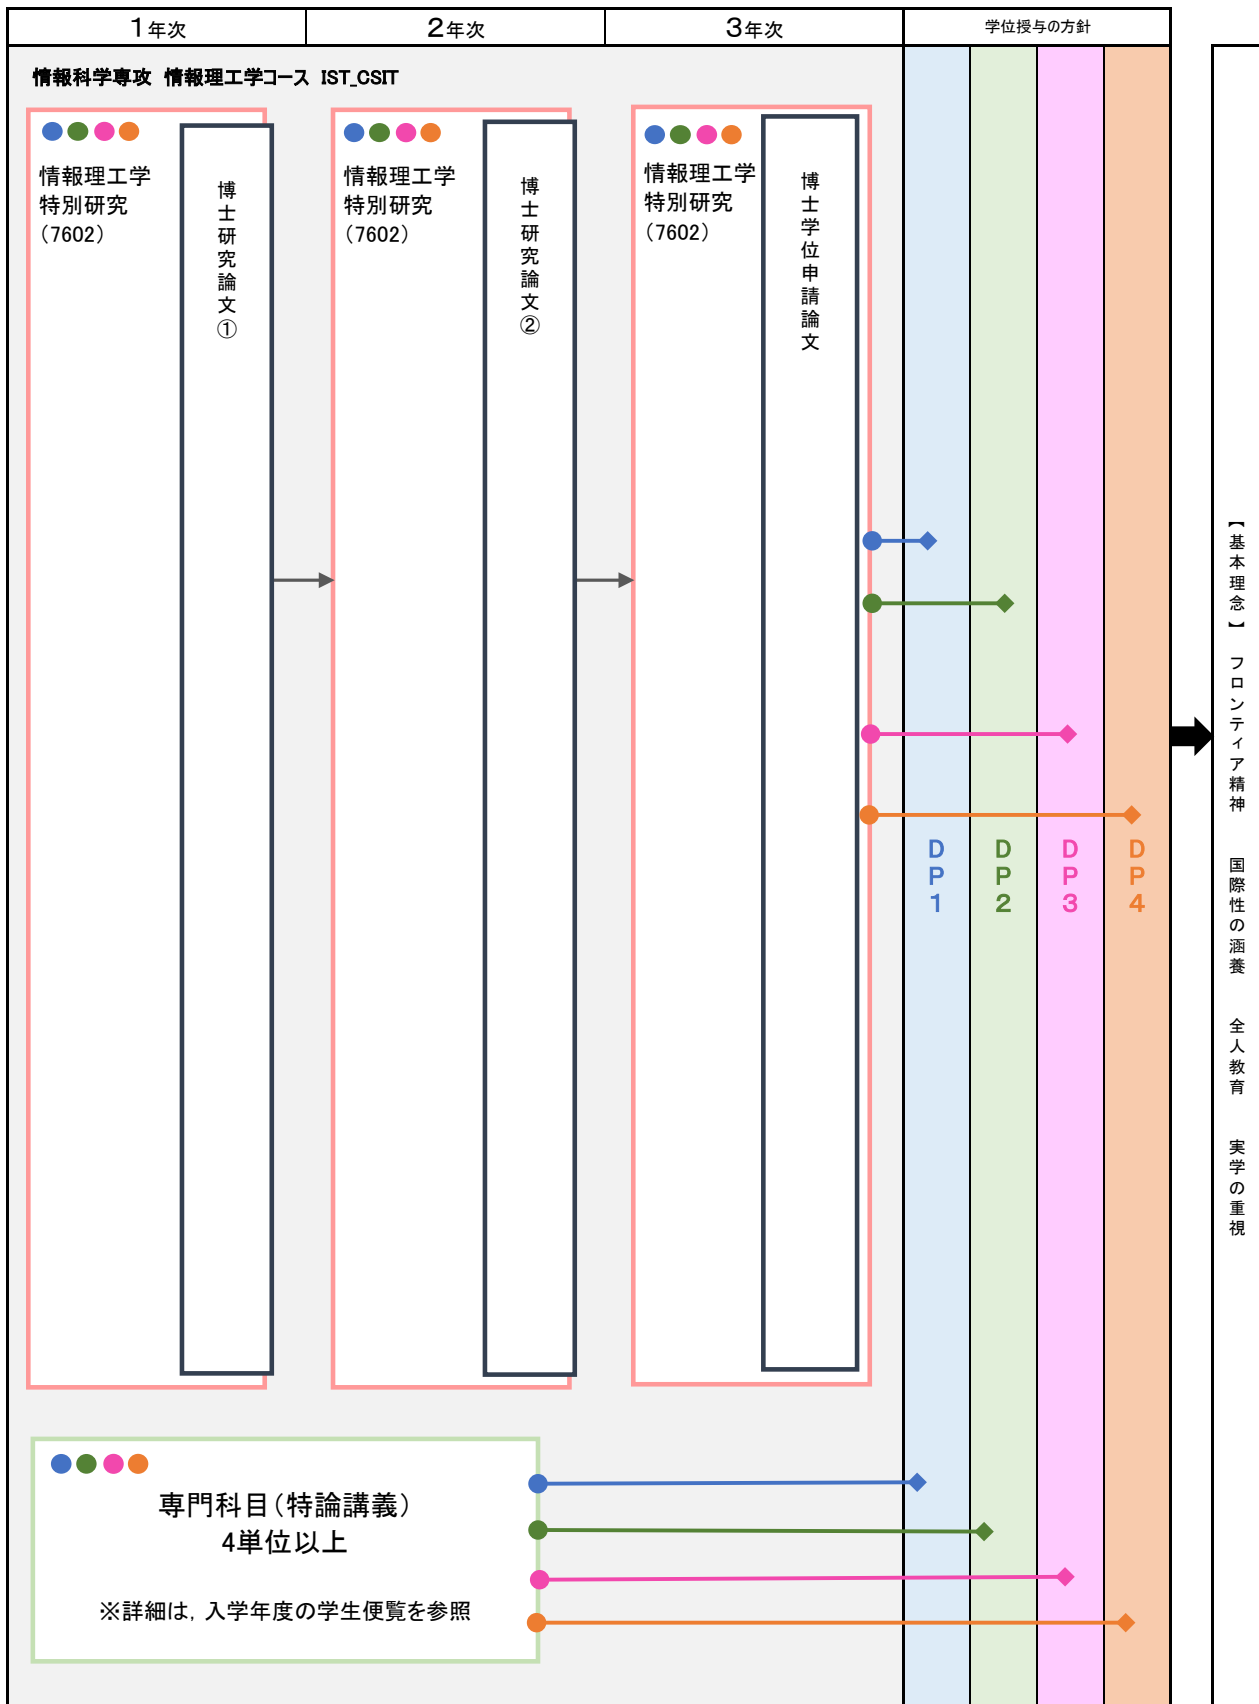 1年次
2年次
3年次
学位授与の方針
情報科学専攻 情報理工学コース IST_CSIT
情報理工学
特別研究
（7602）
博士研究論文①
情報理工学
特別研究
（7602）
博士研究論文②
情報理工学
特別研究
（7602）
博士学位申請論文
DP1
DP2
DP3
DP4
【基本理念】 フロンティア精神 国際性の涵養 全人教育 実学の重視
専門科目（特論講義）
4単位以上
※詳細は，入学年度の学生便覧を参照